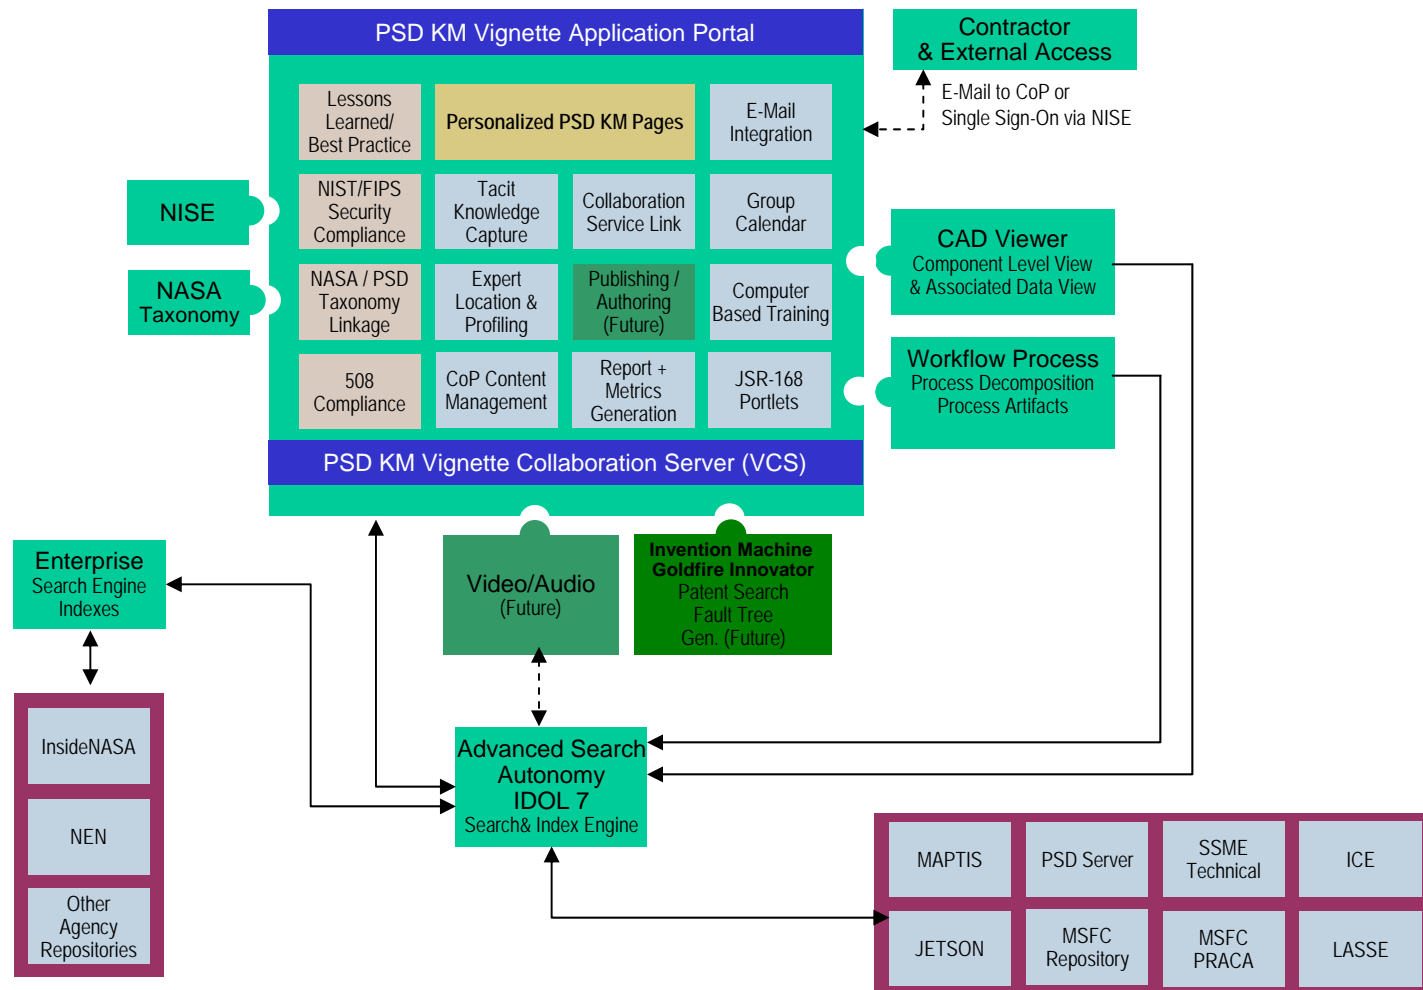 PSD KM Vignette Application Portal
Contractor
& External Access
E-Mail to CoP or
Single Sign-On via NISE
Lessons
Learned/
Best Practice
Personalized PSD KM Pages
E-Mail
Integration
NISE
NIST/FIPS
Security
Compliance
Tacit
Knowledge
Capture
Collaboration
Service Link
Group
Calendar
CAD Viewer
Component Level View
& Associated Data View
NASA
Taxonomy
NASA / PSD
Taxonomy
Linkage
Expert
Location &
Profiling
Publishing /
Authoring
(Future)
Computer
Based Training
Workflow Process
Process Decomposition
Process Artifacts
508
Compliance
CoP Content
Management
Report +
Metrics
Generation
JSR-168
Portlets
PSD KM Vignette Collaboration Server (VCS)
Enterprise
Search Engine
Indexes
Video/Audio
(Future)
Invention Machine
Goldfire Innovator
Patent Search
Fault Tree
Gen. (Future)
InsideNASA
NEN
Other
Agency
Repositories
Advanced Search
Autonomy
IDOL 7
Search& Index Engine
MAPTIS
PSD Server
SSME
Technical
ICE
JETSON
MSFC
Repository
MSFC
PRACA
LASSE